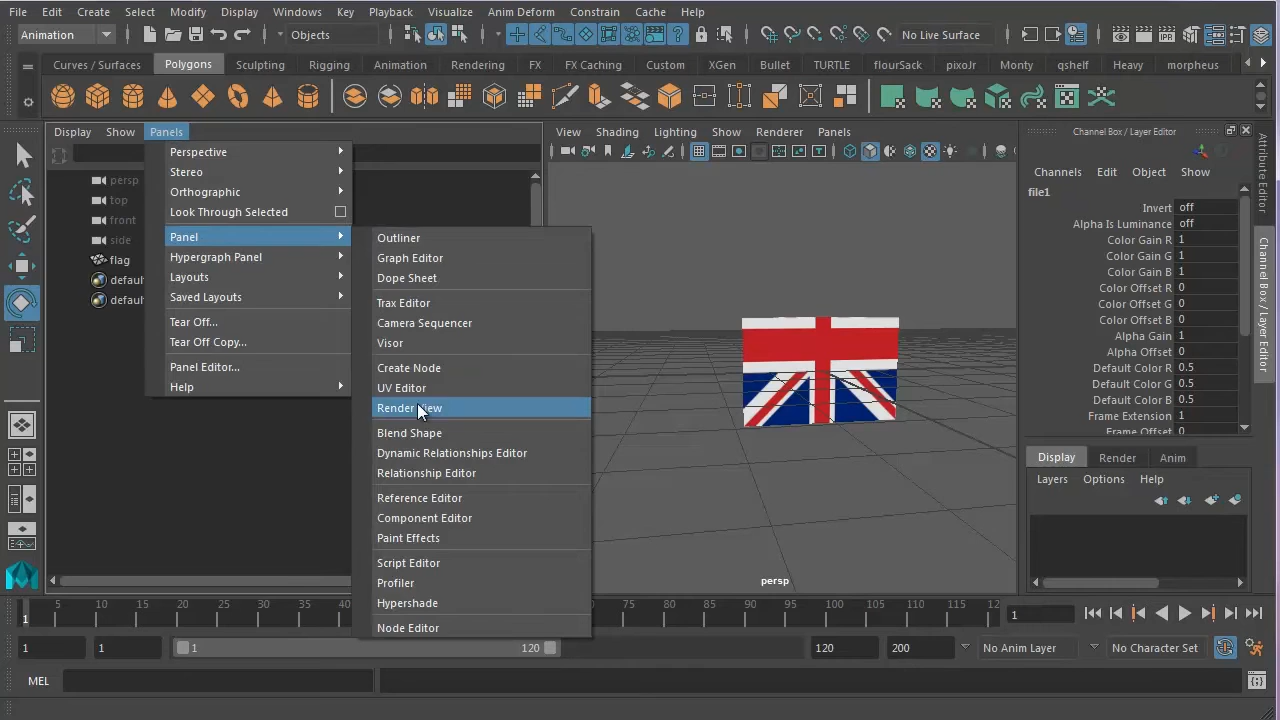 File Edit Create Select Modify Display Windows Key Playback Visualize Anim Deform Constrain Cache Help
Animation Objects No Live Surface
Curves / Surfaces Polygons Sculpting Rigging Animation Rendering FX FX Caching Custom XGen Bullet TURTLE flourSack pixoJr Monty qshelf Heavy morpheus
Display Show Panels
View Shading Lighting Show Renderer Panels
Channel Box / Layer Editor
persp
top
front
side
flag
defau
defau
Perspective
Stereo
Orthographic
Look Through Selected
Panel
Hypergraph Panel
Layouts
Saved Layouts
Tear Off...
Tear Off Copy...
Panel Editor...
Help
Outliner
Graph Editor
Dope Sheet
Trax Editor
Camera Sequencer
Visor
Create Node
UV Editor
Render View
Blend Shape
Dynamic Relationships Editor
Relationship Editor
Reference Editor
Component Editor
Paint Effects
Script Editor
Profiler
Hypershade
Node Editor
persp
Channels Edit Object Show
file1
Invert off
Alpha Is Luminance off
Color Gain R 1
Color Gain G 1
Color Gain B 1
Color Offset R 0
Color Offset G 0
Color Offset B 0
Alpha Gain 1
Alpha Offset 0
Default Color R 0.5
Default Color G 0.5
Default Color B 0.5
Frame Extension 1
Frame Offset 0
Display Render Anim
Layers Options Help
Attribute Editor
Channel Box / Layer Editor
5 10 15 20 25 30 35 40 75 80 85 90 95 100 105 108 111 12
1 1
1 1 1 120 120 200 No Anim Layer No Character Set
MEL